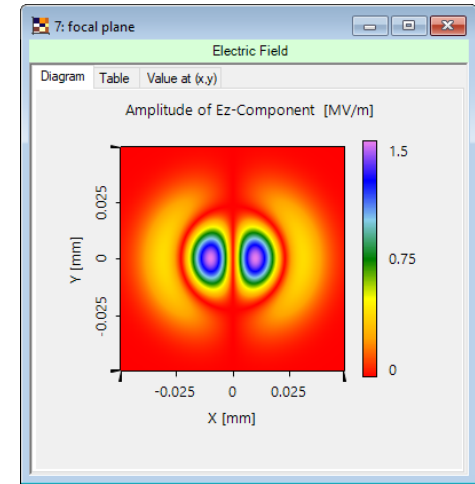 7: focal plane
Electric Field
Diagram Table Value at (x,y)
Amplitude of Ez-Component [MV/m]
1.5
0.75
0
0.025
0
-0.025
Y [mm]
-0.025 0 0.025
X [mm]